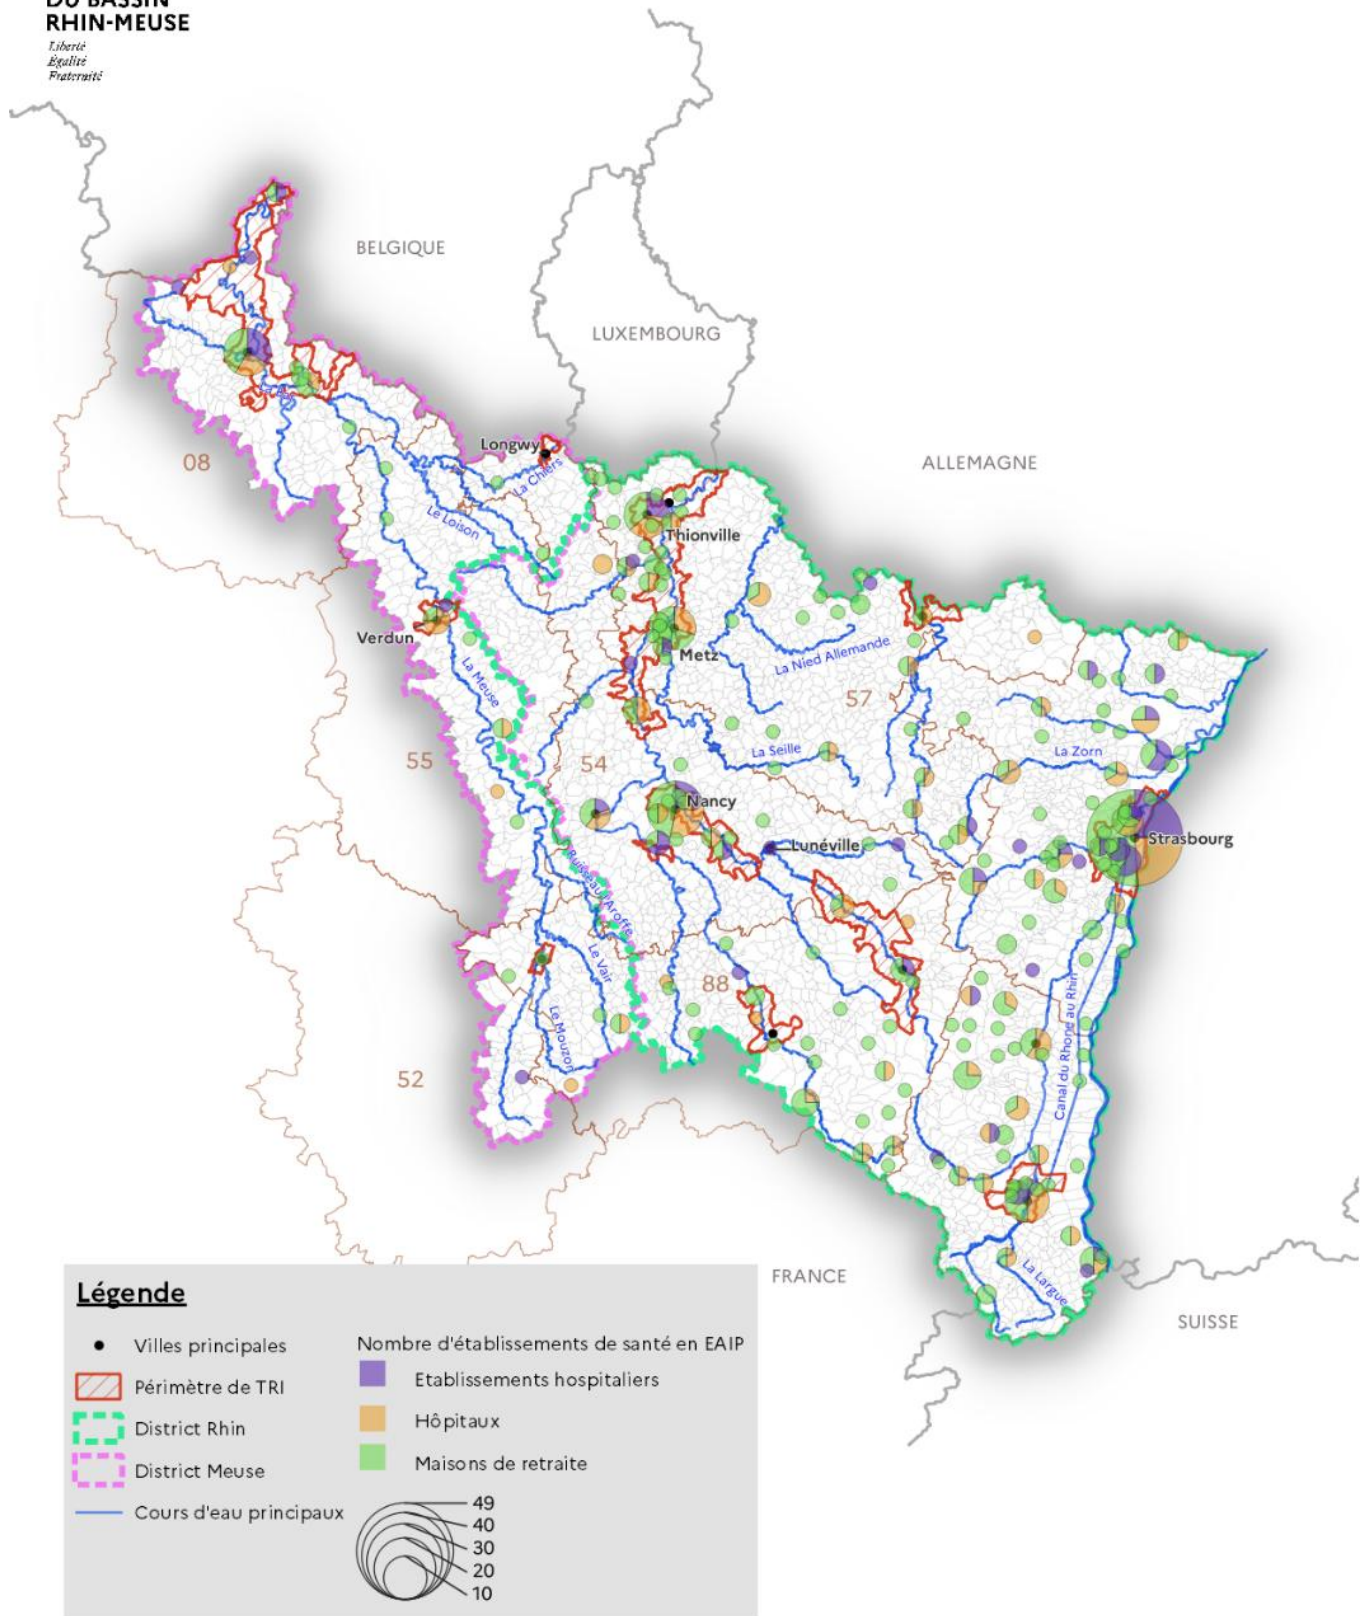 DU BASSIN
RHIN-MEUSE
Liberté
Égalité
Fraternité
BELGIQUE
LUXEMBOURG
ALLEMAGNE
Longwy
08
La Chiers
Le Loison
Thionville
Verdun
Metz
La Nied Allemande
La Meuse
57
La Seille
La Zorn
55
54
Nancy
Strasbourg
Lunéville
Ruisseau l'Aroffe
Le Vair
88
Le Mouzon
Canal du Rhone au Rhin
52
La Largue
FRANCE
SUISSE
Légende
Villes principales
Périmètre de TRI
District Rhin
District Meuse
Cours d'eau principaux
Nombre d'établissements de santé en EAIP
Etablissements hospitaliers
Hôpitaux
Maisons de retraite
49
40
30
20
10